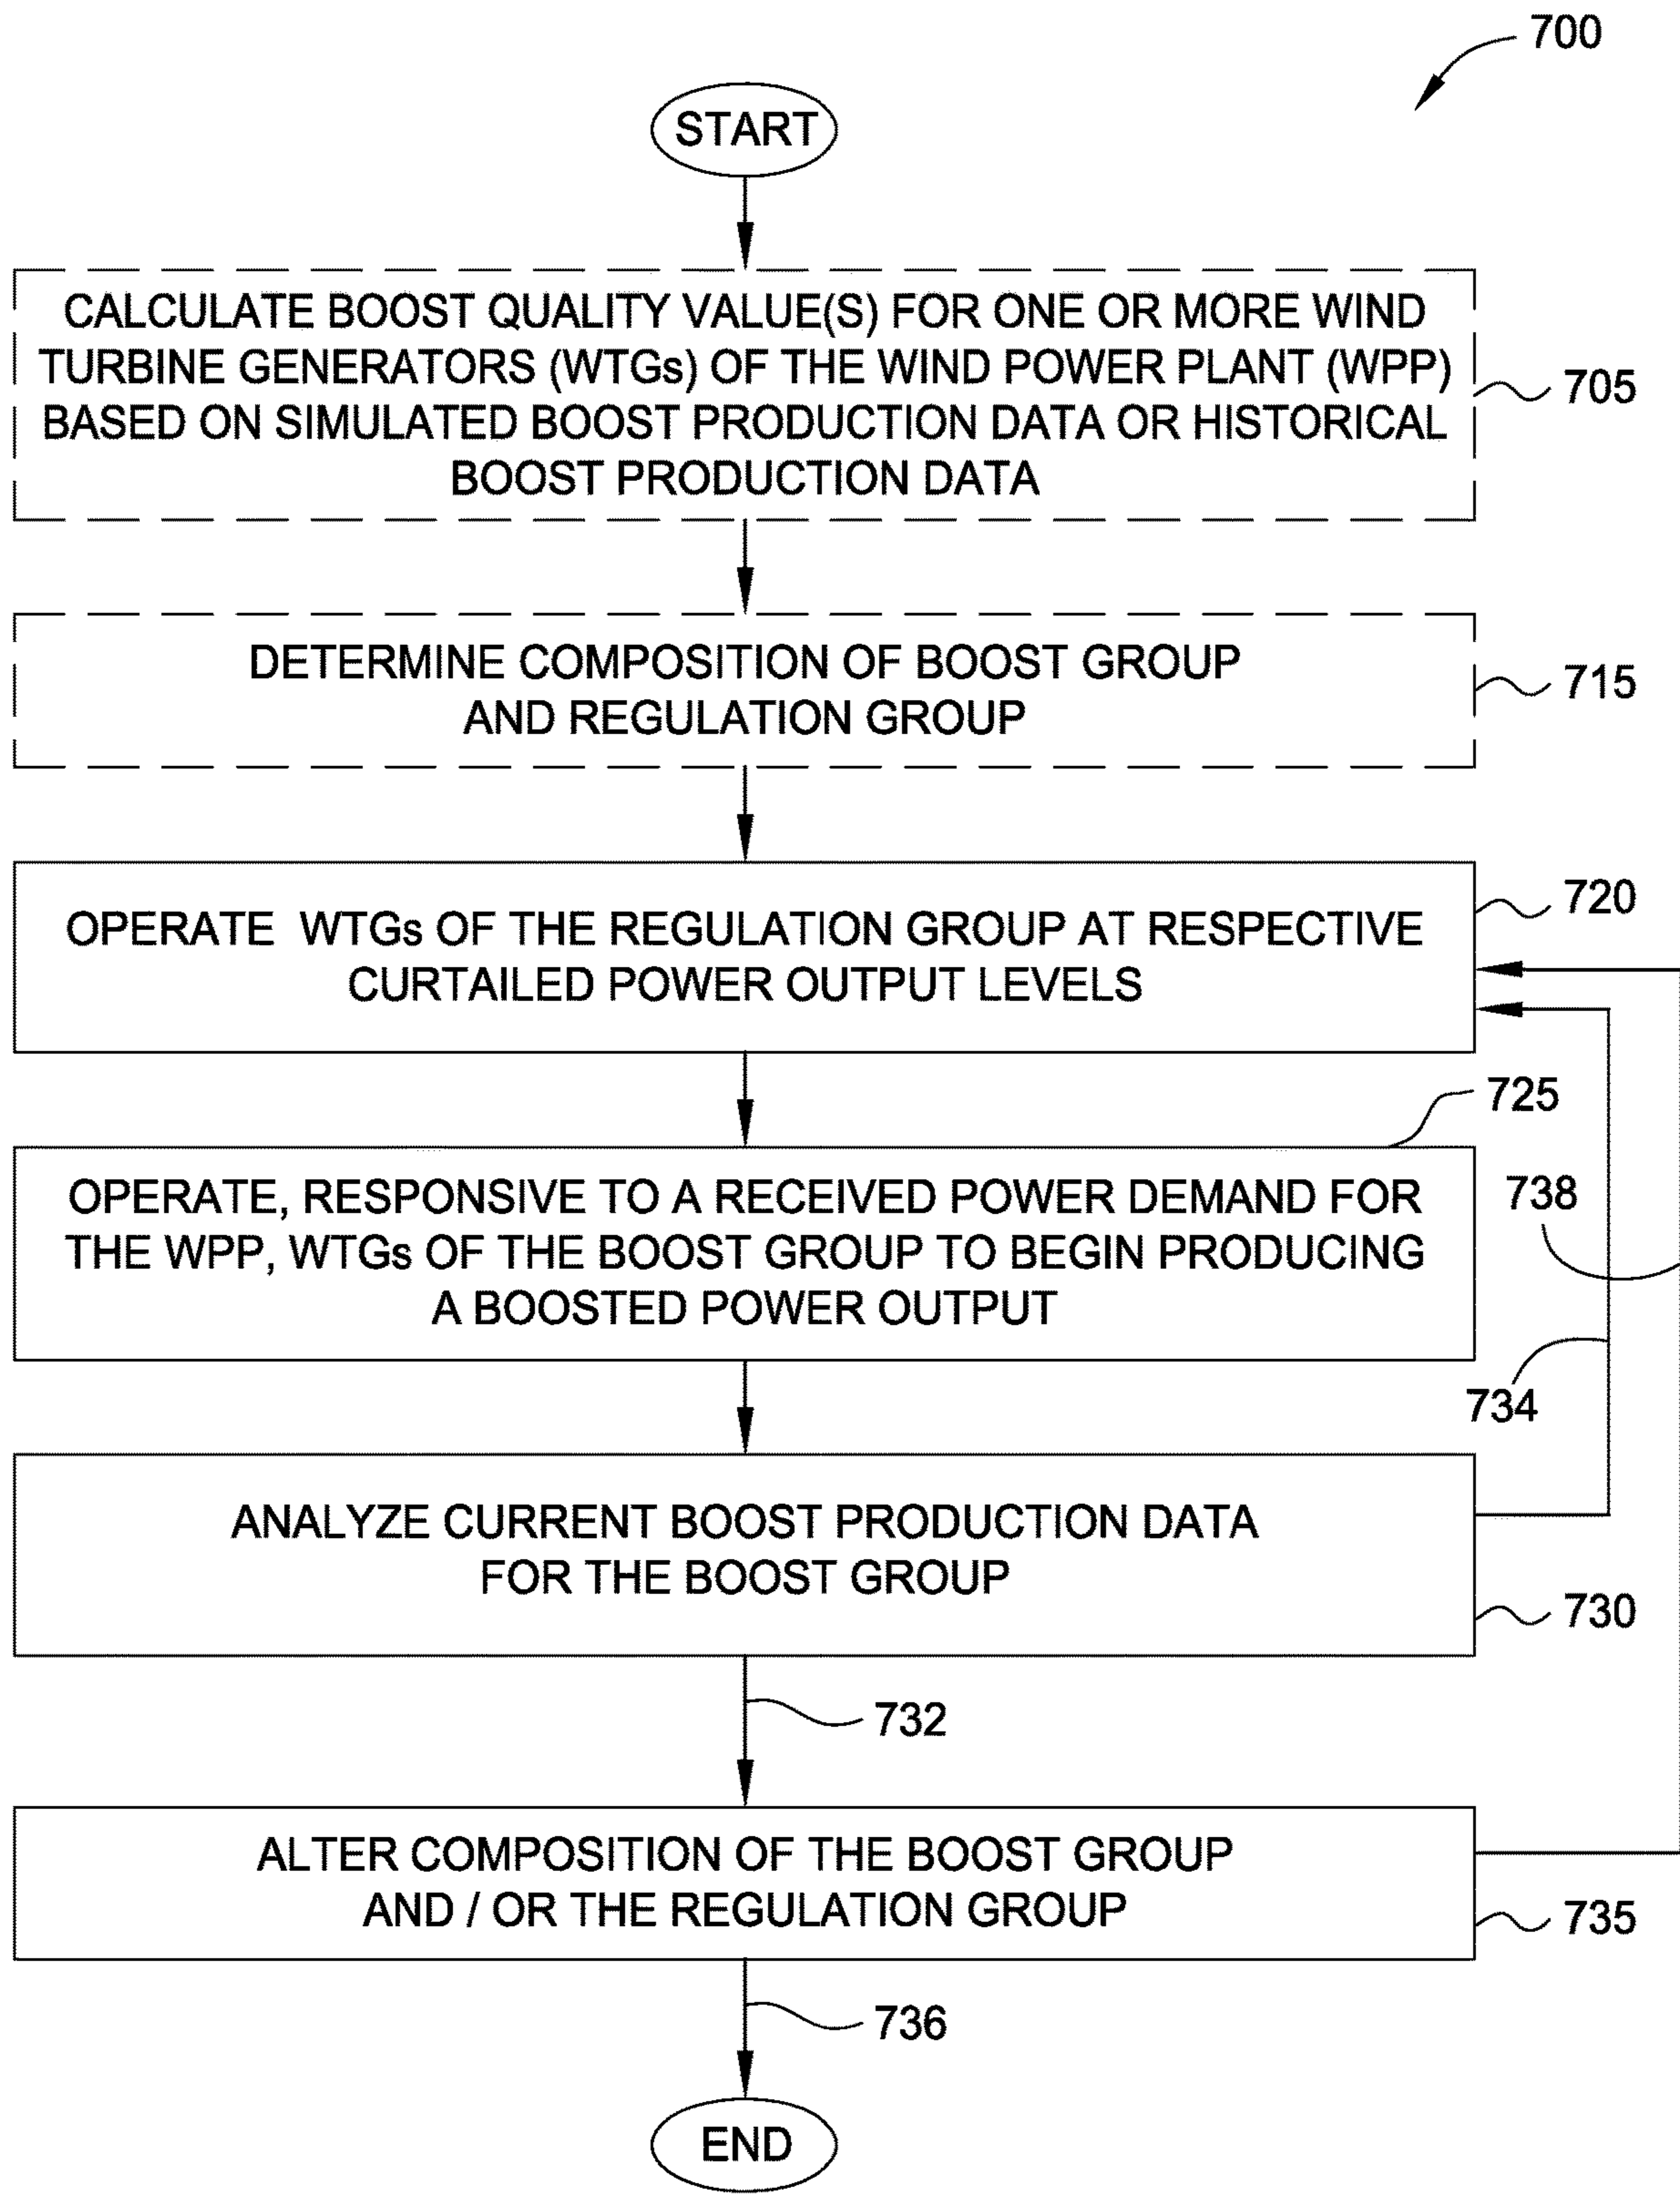 700
START
CALCULATE BOOST QUALITY VALUE(S) FOR ONE OR MORE WIND
TURBINE GENERATORS (WTGs) OF THE WIND POWER PLANT (WPP)
BASED ON SIMULATED BOOST PRODUCTION DATA OR HISTORICAL
BOOST PRODUCTION DATA
705
DETERMINE COMPOSITION OF BOOST GROUP
AND REGULATION GROUP
715
OPERATE WTGs OF THE REGULATION GROUP AT RESPECTIVE
CURTAILED POWER OUTPUT LEVELS
720
725
OPERATE, RESPONSIVE TO A RECEIVED POWER DEMAND FOR
THE WPP, WTGs OF THE BOOST GROUP TO BEGIN PRODUCING
A BOOSTED POWER OUTPUT
738
734
ANALYZE CURRENT BOOST PRODUCTION DATA
FOR THE BOOST GROUP
730
732
ALTER COMPOSITION OF THE BOOST GROUP
AND / OR THE REGULATION GROUP
735
736
END